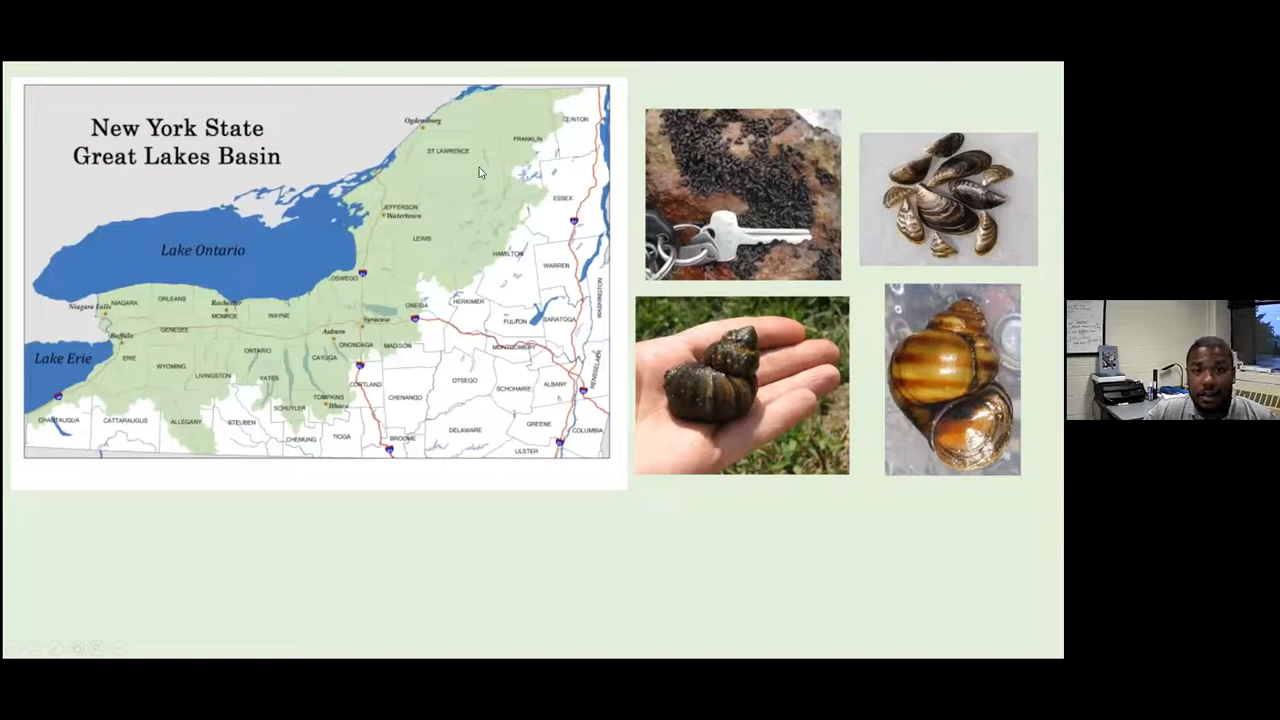 New York State
Great Lakes Basin
Ogdensburg
CLINTON
FRANKLIN
ST LAWRENCE
ESSEX
JEFFERSON
Watertown
LEWIS
Lake Ontario
HAMILTON
WARREN
OSWEGO
WASHINGTON
Niagara Falls
NIAGARA
ORLEANS
Rochester
MONROE
WAYNE
ONEIDA
HERKIMER
FULTON
SARATOGA
Buffalo
GENESEE
Auburn
Syracuse
ONONDAGA
MADISON
MONTGOMERY
RENSSELAER
Lake Erie
ERIE
WYOMING
ONTARIO
CAYUGA
LIVINGSTON
YATES
CORTLAND
OTSEGO
SCHOHARIE
ALBANY
TOMPKINS
Ithaca
CHENANGO
SCHUYLER
CHAUTAUQUA
CATTARAUGUS
ALLEGANY
STEUBEN
CHEMUNG
TIOGA
BROOME
DELAWARE
GREENE
COLUMBIA
ULSTER